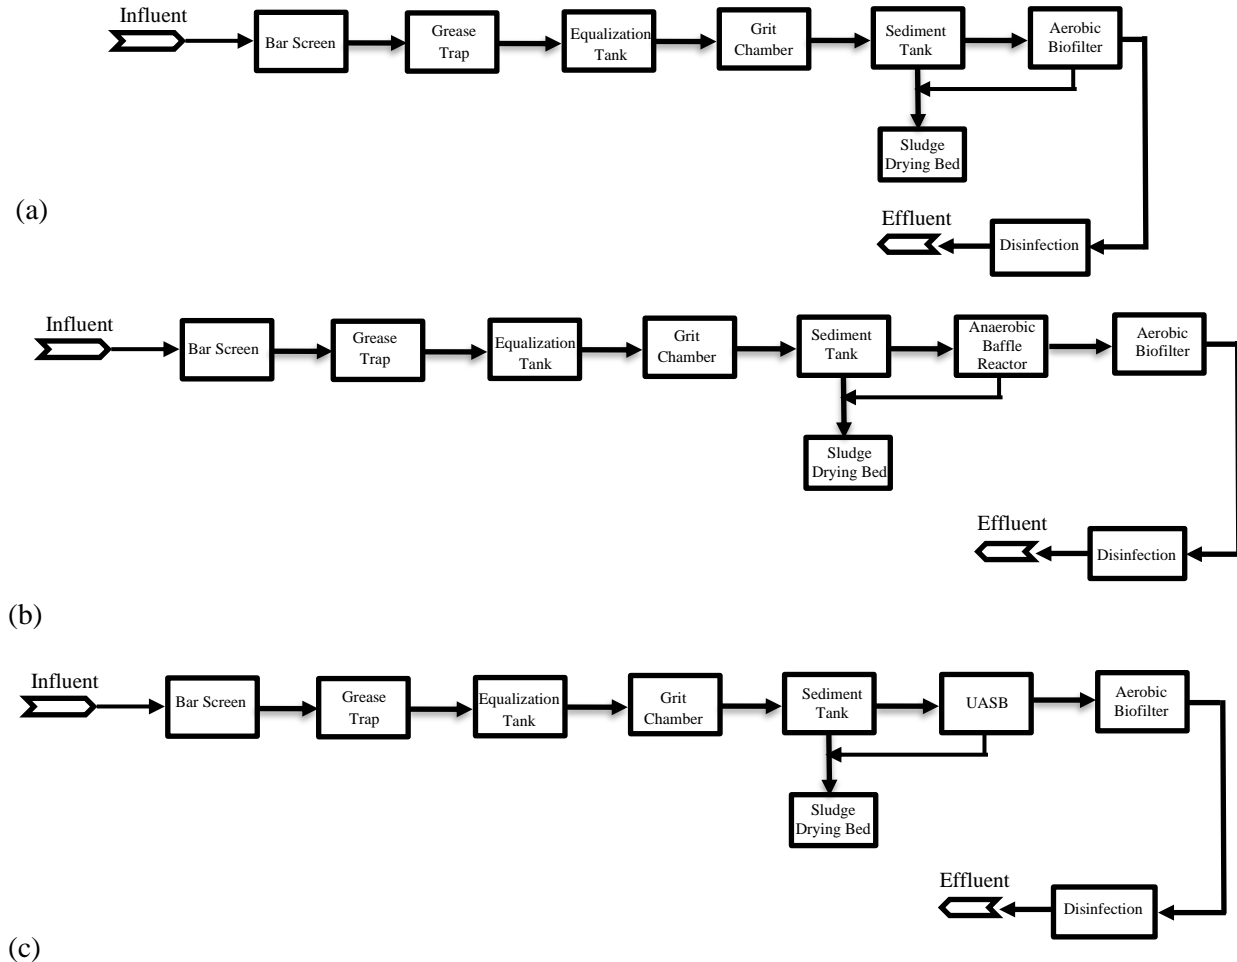 Influent
Bar Screen
Grease
Trap
Equalization
Tank
Grit
Chamber
Sediment
Tank
Aerobic
Biofilter
Sludge
Drying Bed
(a)
Effluent
Disinfection
Influent
Bar Screen
Grease
Trap
Equalization
Tank
Grit
Chamber
Sediment
Tank
Anaerobic
Baffle
Reactor
Aerobic
Biofilter
Sludge
Drying Bed
Effluent
Disinfection
(b)
Influent
Bar Screen
Grease
Trap
Equalization
Tank
Grit
Chamber
Sediment
Tank
UASB
Aerobic
Biofilter
Sludge
Drying Bed
Effluent
Disinfection
(c)